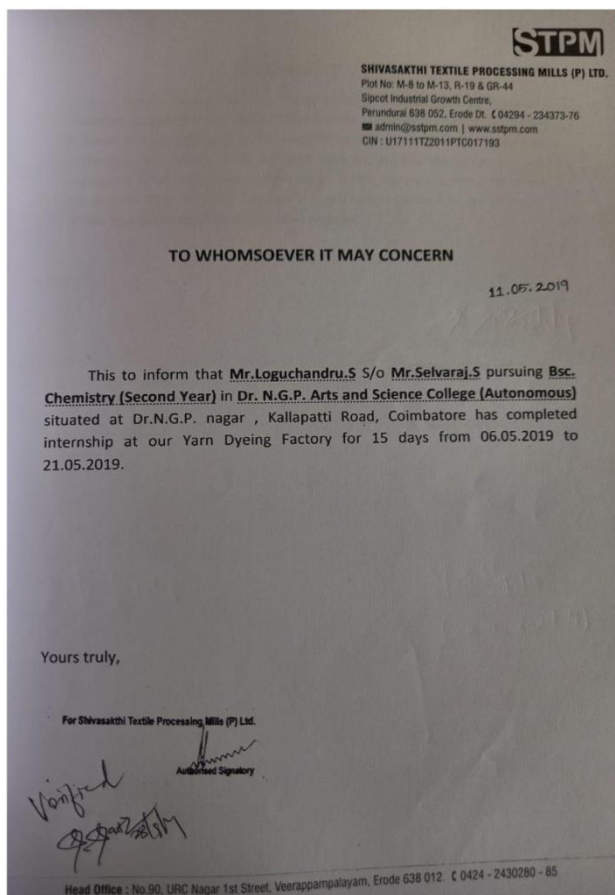 STPM
SHIVASAKTHI TEXTILE PROCESSING MILLS (P) LTD.
Plot No: M-8 to M-13, R-19 & GR-44
Sipcot Industrial Growth Centre,
Perundurai 638 052, Erode Dt. 04294 - 234373-76
admin@sstpm.com | www.sstpm.com
CIN : U17111TZ2011PTC017193
TO WHOMSOEVER IT MAY CONCERN
11.05.2019
This to inform that Mr.Loguchandru.S S/o Mr.Selvaraj.S pursuing Bsc.
Chemistry (Second Year) in Dr. N.G.P. Arts and Science College (Autonomous)
situated at Dr.N.G.P. nagar , Kallapatti Road, Coimbatore has completed
internship at our Yarn Dyeing Factory for 15 days from 06.05.2019 to
21.05.2019.
Yours truly,
For Shivasakthi Textile Processing Mills (P) Ltd.
Authorised Signatory
Verified
Head Office : No.90, URC Nagar 1st Street, Veerappampalayam, Erode 638 012. 0424 - 2430280 - 85